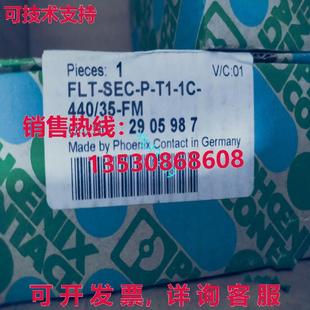 可技术支持
Pieces: 1 V/C:01
FLT-SEC-P-T1-1C-
440/35-FM
销售热线: 29 05 98 7
Made by Phoenix Contact in Germany
13530868608
PHOENIX
CONTACT
可开发票,详询客服